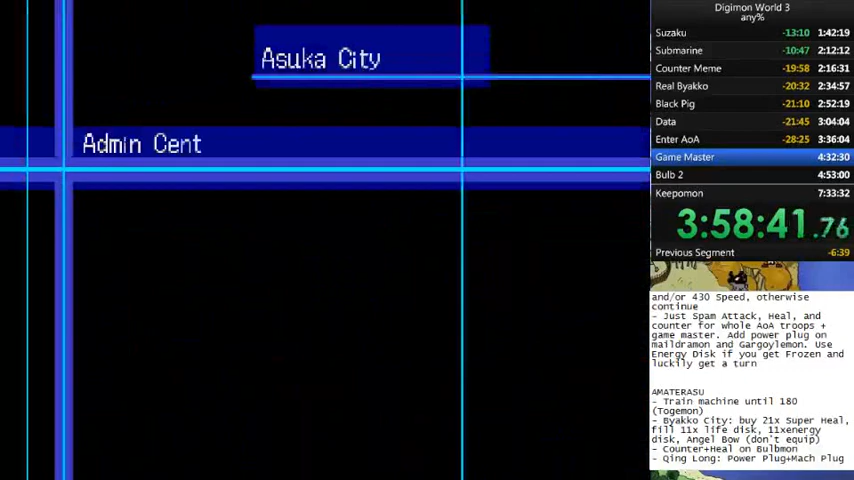 Asuka City
Admin Cent
Digimon World 3
any%
Suzaku -13:10 1:42:19
Submarine -10:47 2:12:12
Counter Meme -19:58 2:16:31
Real Byakko -20:32 2:34:57
Black Pig -21:10 2:52:19
Data -21:45 3:04:04
Enter AoA -28:25 3:36:04
Game Master 4:32:30
Bulb 2 4:53:00
Keepomon 7:33:32
3:58:41.76
Previous Segment -6:39
and/or 430 Speed, otherwise
continue
- Just Spam Attack, Heal, and
counter for whole AoA troops +
game master. Add power plug on
maildramon and Gargoylemon. Use
Energy Disk if you get Frozen and
luckily get a turn
AMATERASU
- Train machine until 180
(Togemon)
- Byakko City: buy 21x Super Heal,
fill 11x life disk, 11xenergy
disk, Angel Bow (don't equip)
- Counter+Heal on Bulbmon
- Qing Long: Power Plug+Mach Plug